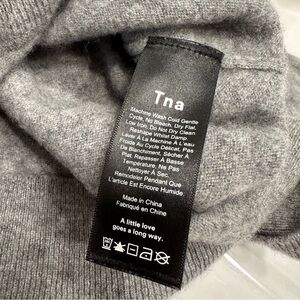 Tna
Machine Wash Cold Gentle
Cycle, No Bleach, Dry Flat,
Low Iron, Do Not Dry Clean
Reshape Whilst Damp.
Laver À La Machine À L'eau
Froide Au Cycle Délicat, Pas
De Blanchiment, Sécher À
Plat, Repasser À Basse
Température. Ne Pas
Nettoyer À Sec.
Remodeler Pendant Que
L'article Est Encore Humide
Made in China
Fabriqué en Chine
A little love
goes a long way.